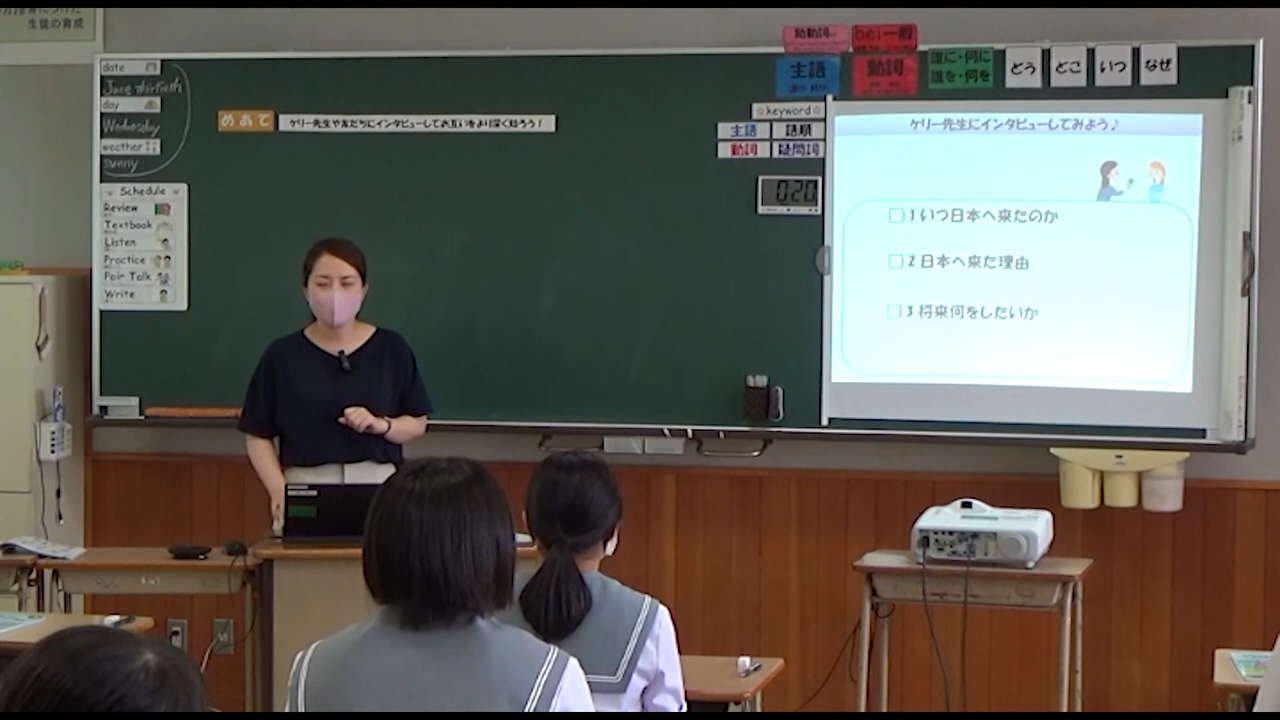 生徒の育成
date
June thirtieth
day
Wednesday
weather
sunny
Schedule
Review
Textbook
Listen
Practice
Pair Talk
Write
めあて
ケリー先生や友だちにインタビューしてお互いをより深く知ろう！
助動詞
be/一般
主語
動詞
誰に・何に
誰を・何を
どう
どこ
いつ
なぜ
☆keyword☆
主語
語順
動詞
疑問詞
0:20
ケリー先生にインタビューしてみよう♪
□1いつ日本へ来たのか
□2日本へ来た理由
□3将来何をしたいか